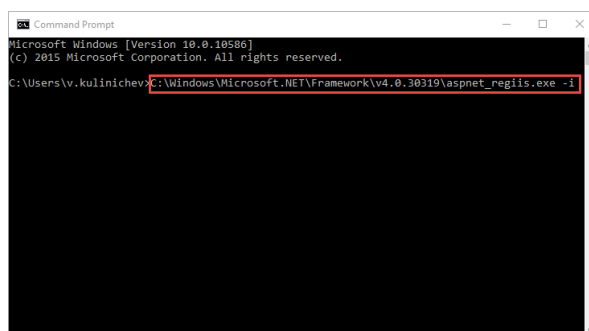 Command Prompt
Microsoft Windows [Version 10.0.10586]
(c) 2015 Microsoft Corporation. All rights reserved.
C:\Users\v.kulinichev>C:\Windows\Microsoft.NET\Framework\v4.0.30319\aspnet_regiis.exe -i